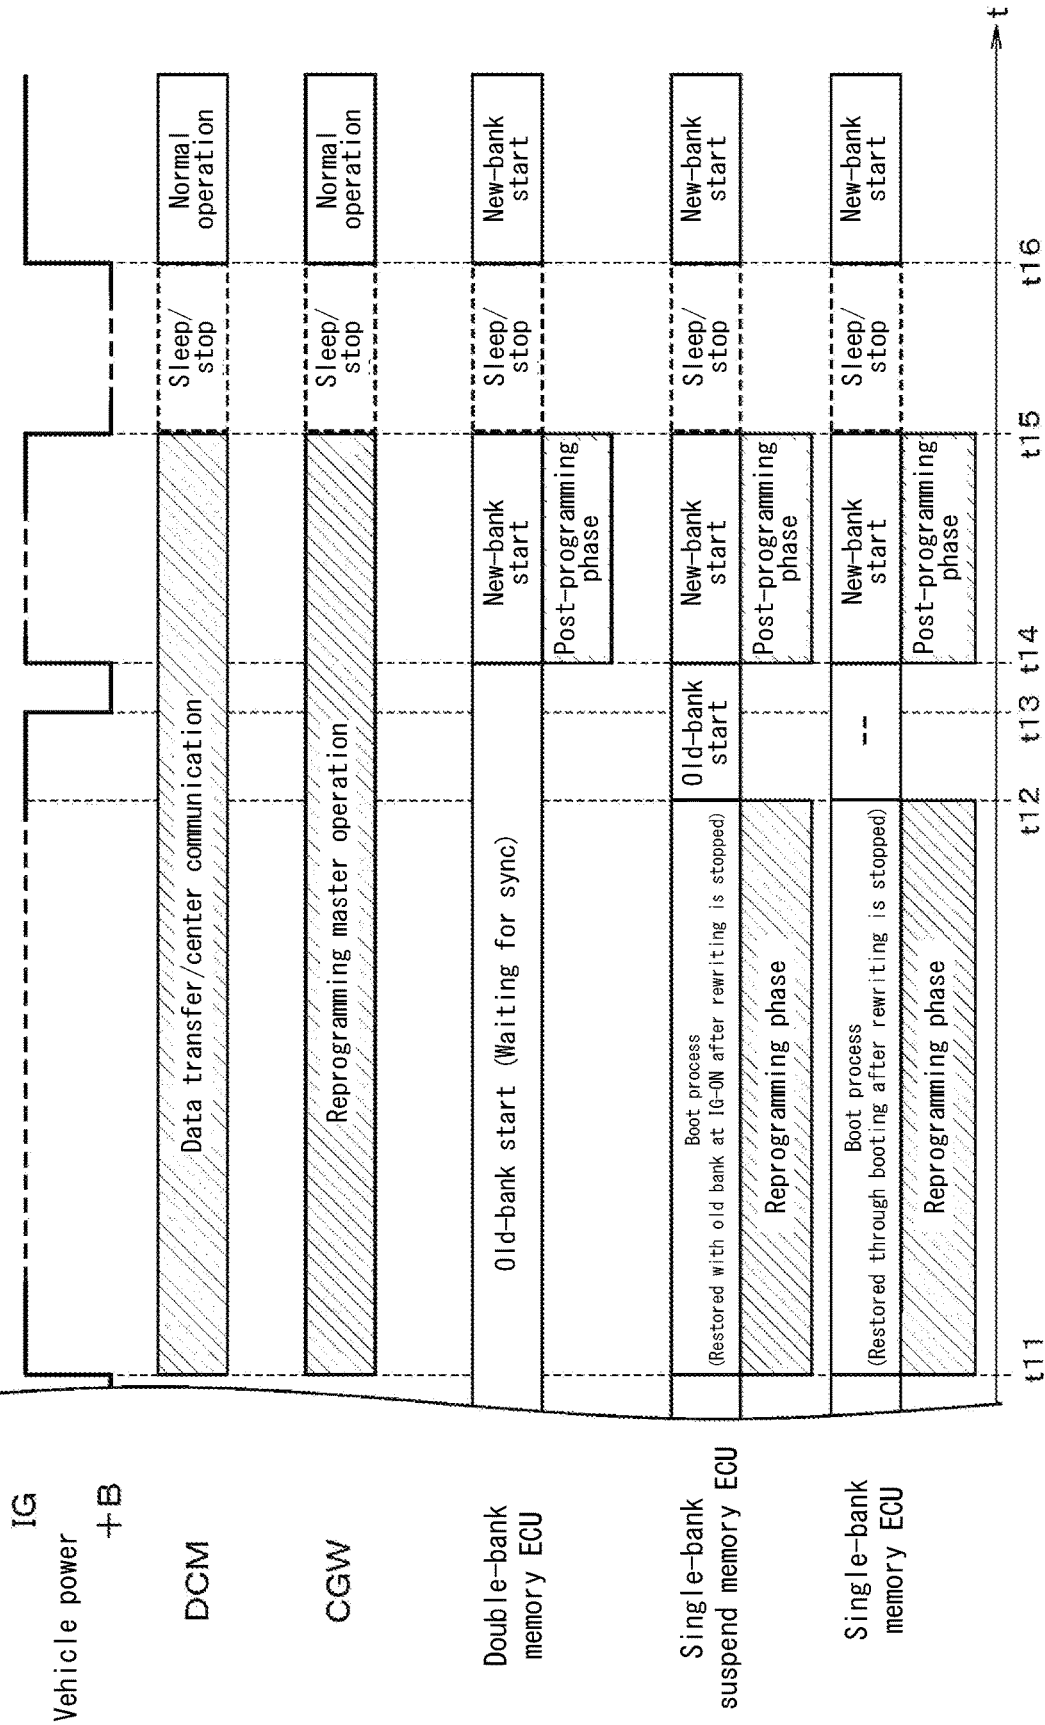 IG
Vehicle power
+B
DCM
Data transfer/center communication
Sleep/
stop
Normal
operation
CGW
Reprogramming master operation
Sleep/
stop
Normal
operation
Double-bank
memory ECU
Old-bank start (Waiting for sync)
New-bank
start
Post-programming
phase
Sleep/
stop
New-bank
start
Single-bank
suspend memory ECU
Boot process
(Restored with old bank at IG-ON after rewriting is stopped)
Reprogramming phase
Old-bank
start
New-bank
start
Post-programming
phase
Sleep/
stop
New-bank
start
Single-bank
memory ECU
Boot process
(Restored through booting after rewriting is stopped)
Reprogramming phase
--
New-bank
start
Post-programming
phase
Sleep/
stop
New-bank
start
t11
t12
t13
t14
t15
t16
t